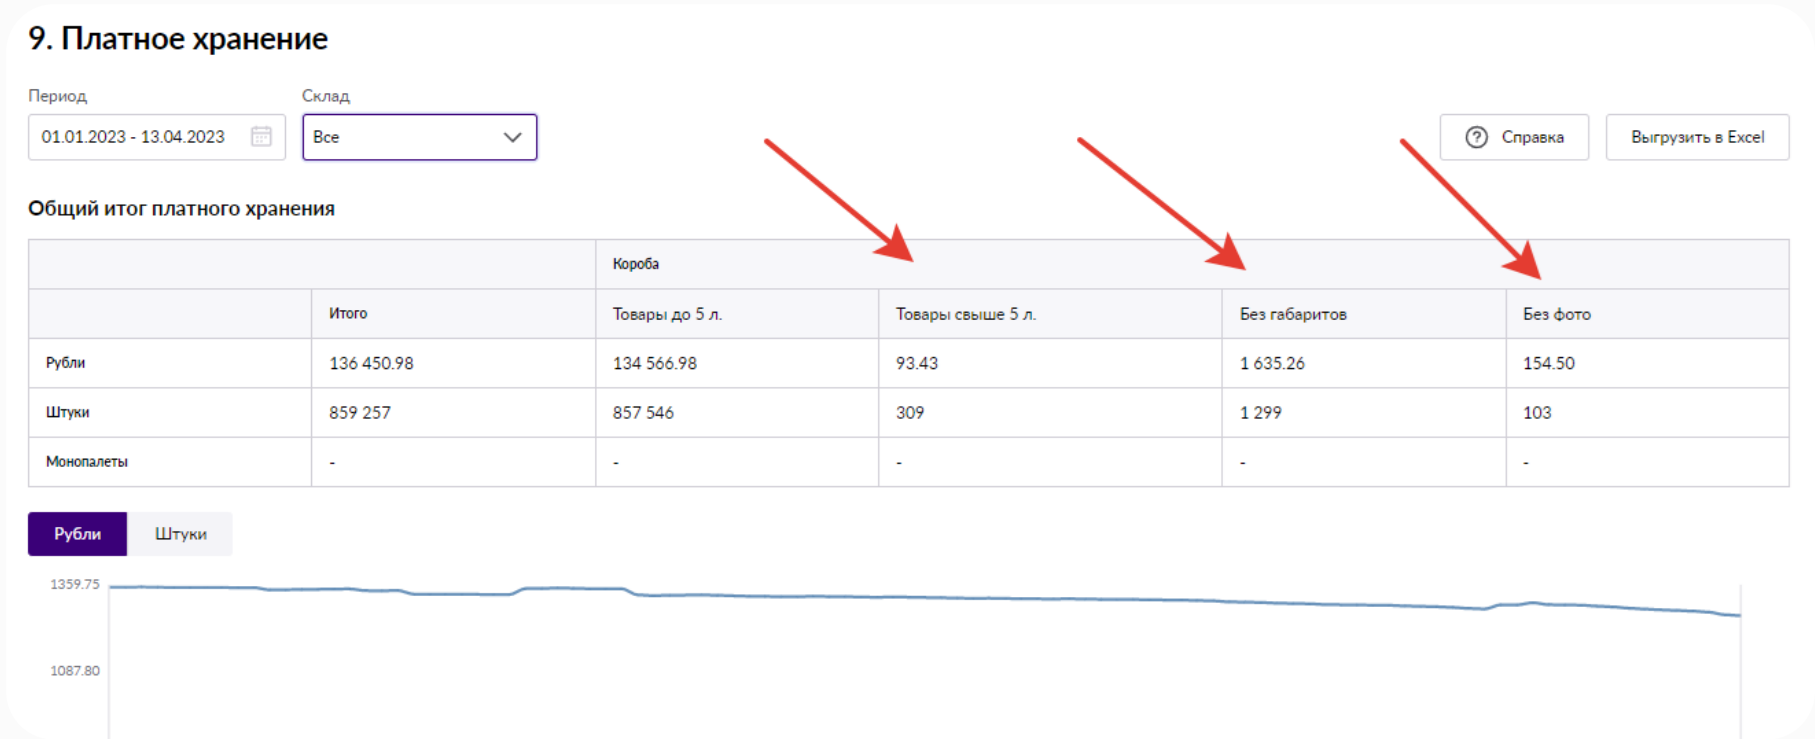 9. Платное хранение
Период
Склад
01.01.2023 - 13.04.2023
Все
Справка
Выгрузить в Excel
Общий итог платного хранения
Короба
Итого
Товары до 5 л.
Товары свыше 5 л.
Без габаритов
Без фото
Рубли
136 450.98
134 566.98
93.43
1 635.26
154.50
Штуки
859 257
857 546
309
1 299
103
Монопалеты
-
-
-
-
-
Рубли
Штуки
1359.75
1087.80